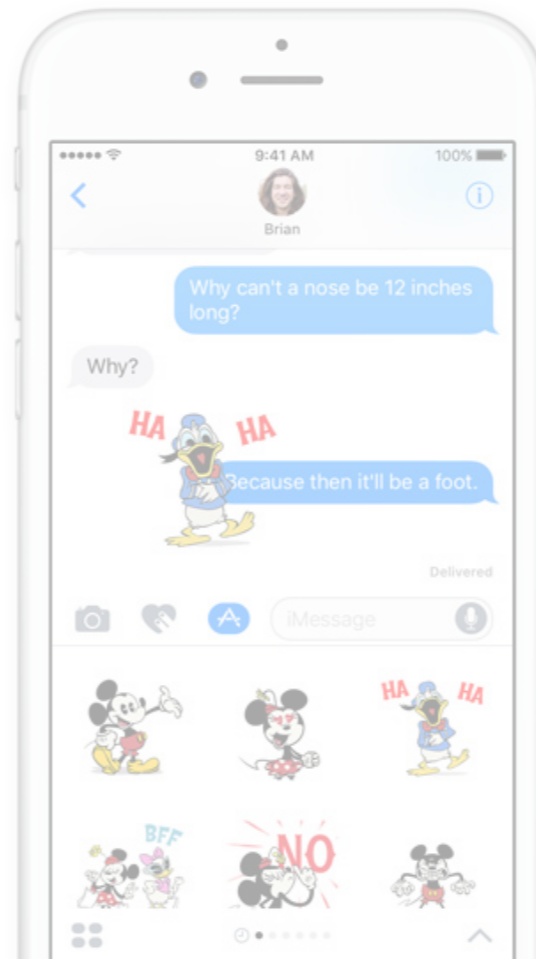 9:41 AM
100%
Brian
Why can't a nose be 12 inches
long?
Why?
HA HA
Because then it'll be a foot.
Delivered
iMessage
HA HA
BFF
NO